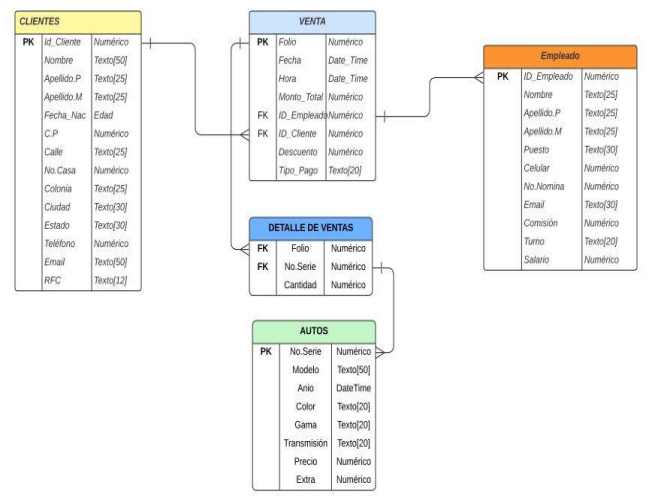 CLIENTES
PK Id_Cliente Numérico
Nombre Texto[50]
Apellido.P Texto[25]
Apellido.M Texto[25]
Fecha_Nac Edad
C.P Numérico
Calle Texto[25]
No.Casa Numérico
Colonia Texto[25]
Ciudad Texto[30]
Estado Texto[30]
Teléfono Numérico
Email Texto[50]
RFC Texto[12]
VENTA
PK Folio Numérico
Fecha Date_Time
Hora Date_Time
Monto_Total Numérico
FK ID_Empleado Numérico
FK ID_Cliente Numérico
Descuento Numérico
Tipo_Pago Texto[20]
Empleado
PK ID_Empleado Numérico
Nombre Texto[25]
Apellido.P Texto[25]
Apellido.M Texto[25]
Puesto Texto[30]
Celular Numérico
No.Nomina Numérico
Email Texto[30]
Comisión Numérico
Turno Texto[20]
Salario Numérico
DETALLE DE VENTAS
FK Folio Numérico
FK No.Serie Numérico
Cantidad Numérico
AUTOS
PK No.Serie Numérico
Modelo Texto[50]
Anio DateTime
Color Texto[20]
Gama Texto[20]
Transmisión Texto[20]
Precio Numérico
Extra Numérico